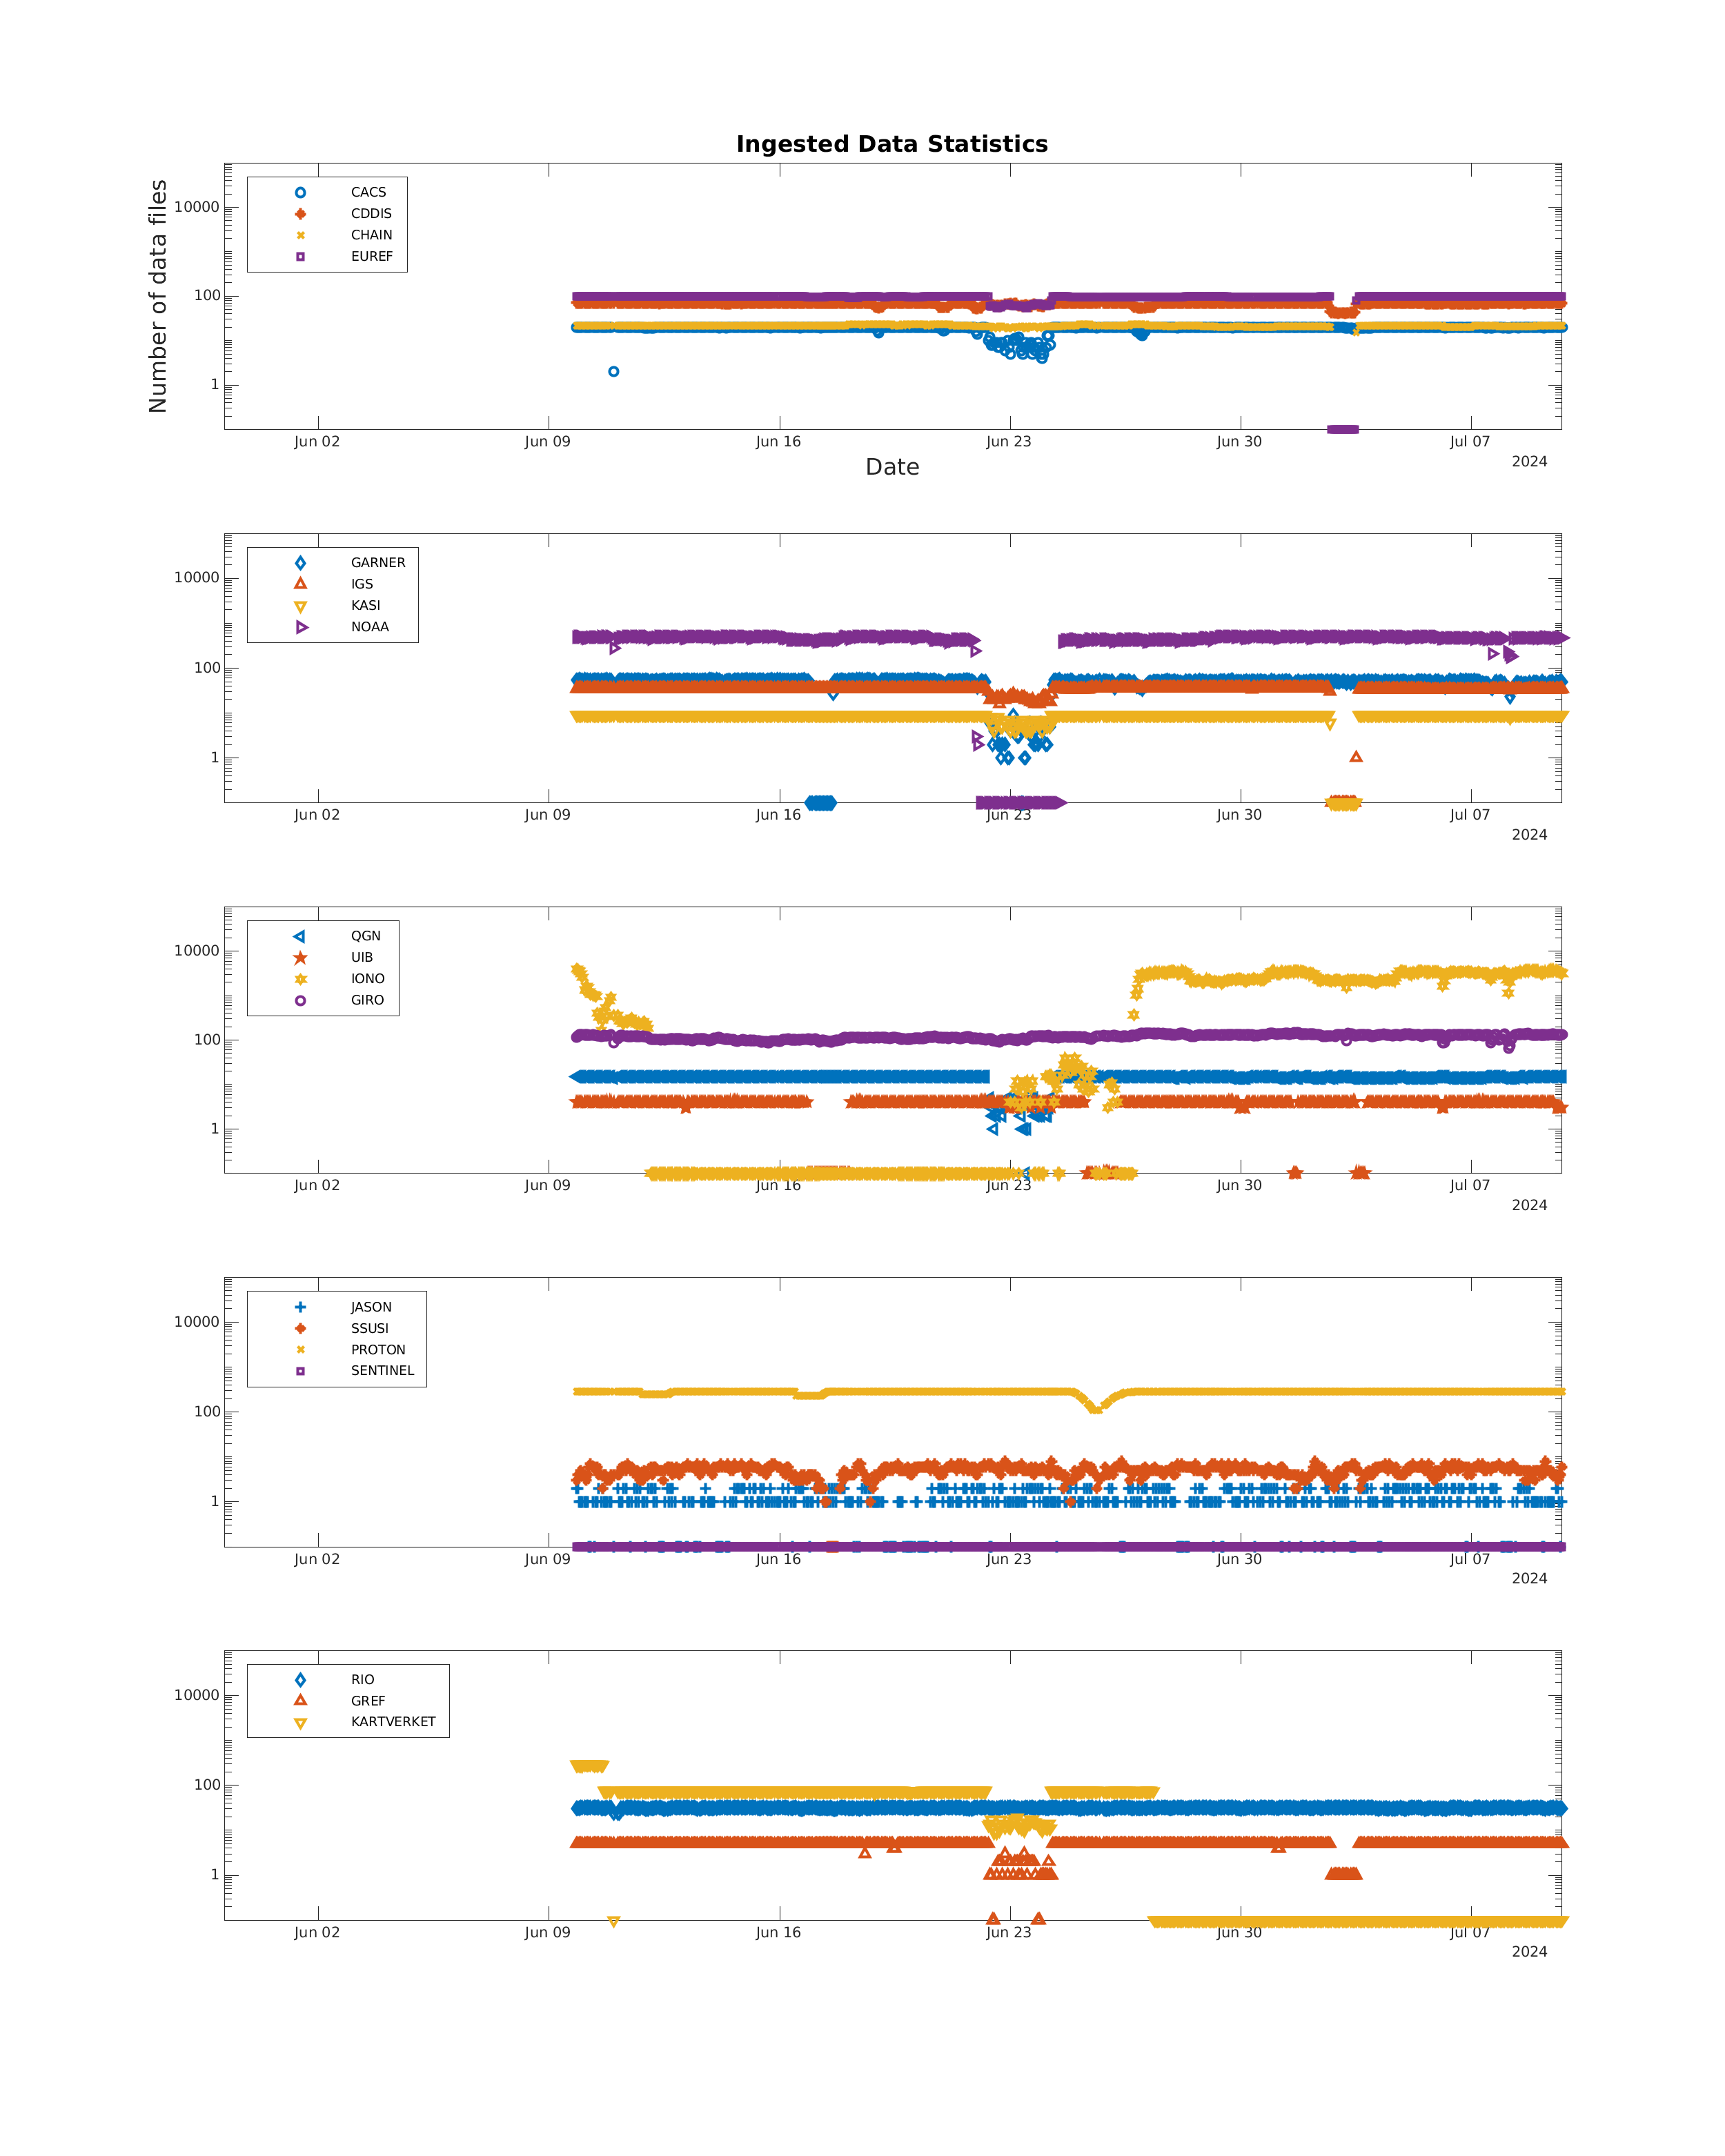 Ingested Data Statistics
Number of data files
CACS
CDDIS
CHAIN
EUREF
10000
100
1
Jun 02 Jun 09 Jun 16 Jun 23 Jun 30 Jul 07
2024
Date
GARNER
IGS
KASI
NOAA
10000
100
1
Jun 02 Jun 09 Jun 16 Jun 23 Jun 30 Jul 07
2024
QGN
UIB
IONO
GIRO
10000
100
1
Jun 02 Jun 09 Jun 16 Jun 23 Jun 30 Jul 07
2024
JASON
SSUSI
PROTON
SENTINEL
10000
100
1
Jun 02 Jun 09 Jun 16 Jun 23 Jun 30 Jul 07
2024
RIO
GREF
KARTVERKET
10000
100
1
Jun 02 Jun 09 Jun 16 Jun 23 Jun 30 Jul 07
2024